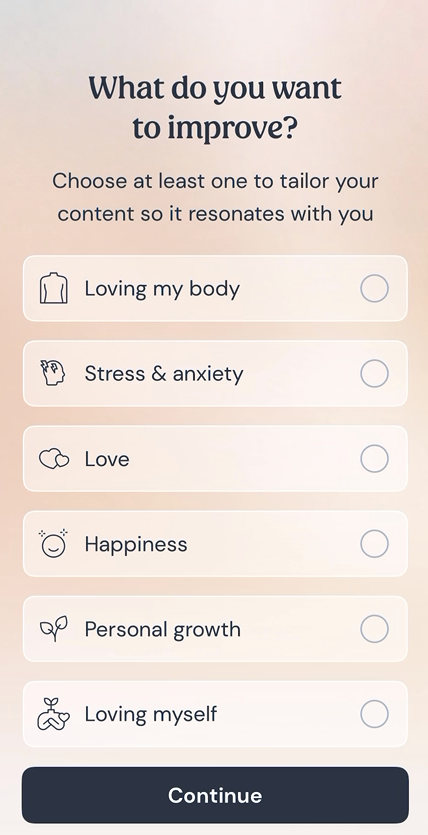 What do you want
to improve?
Choose at least one to tailor your
content so it resonates with you
Loving my body
Stress & anxiety
Love
Happiness
Personal growth
Loving myself
Continue